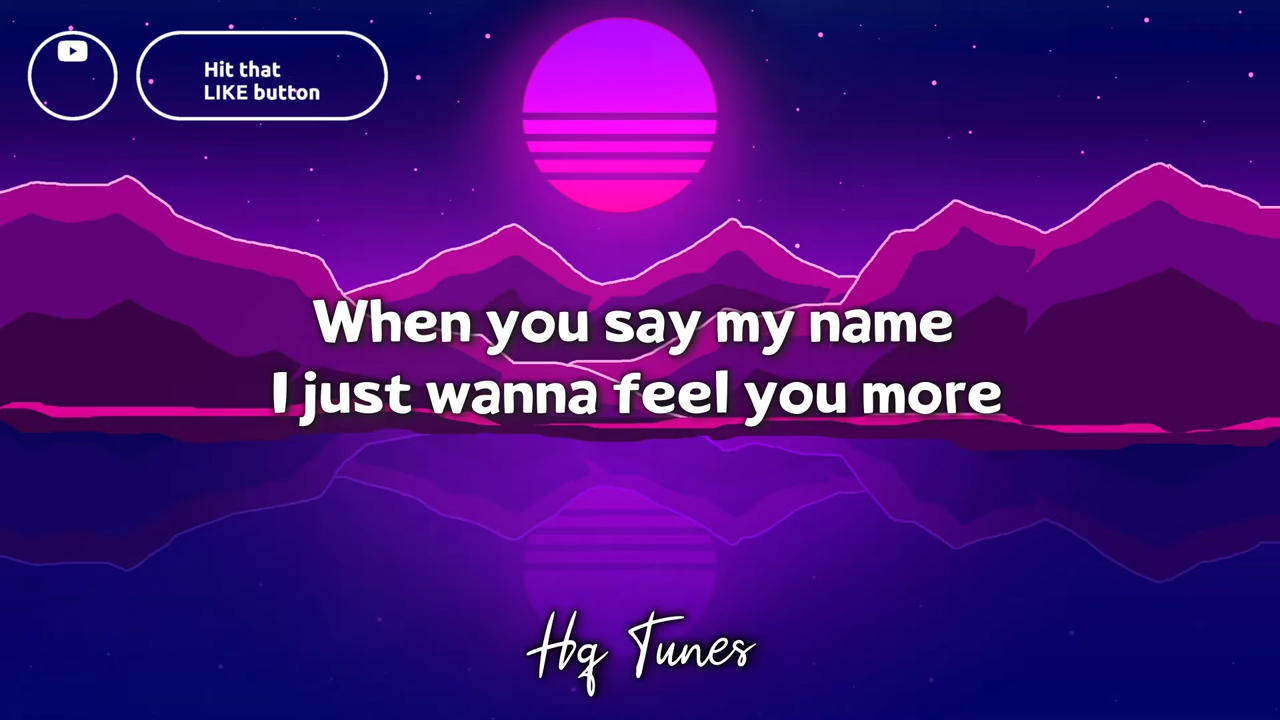 Hit that
LIKE button
When you say my name
I just wanna feel you more
Hq Tunes